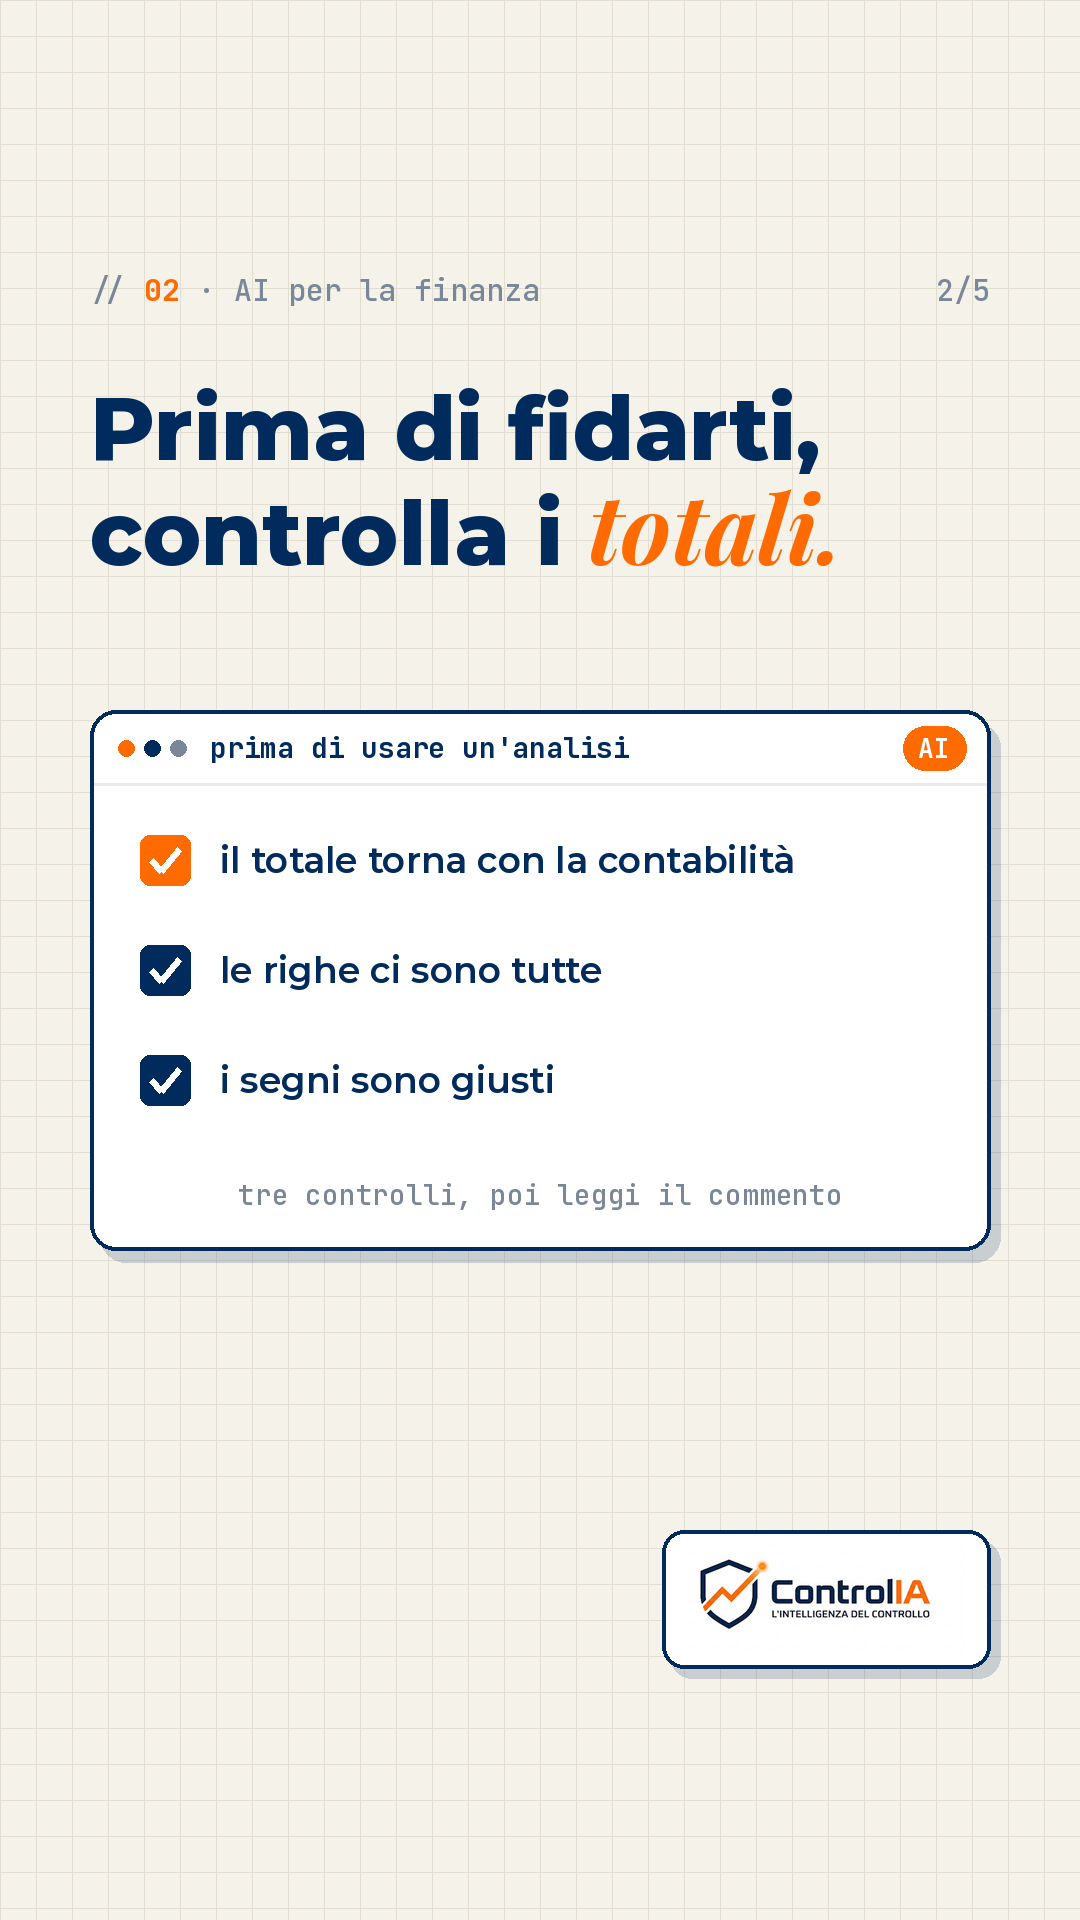 // 02 · AI per la finanza
2/5
Prima di fidarti,
controlla i totali.
prima di usare un'analisi
AI
il totale torna con la contabilità
le righe ci sono tutte
i segni sono giusti
tre controlli, poi leggi il commento
ControlIA
L'INTELLIGENZA DEL CONTROLLO